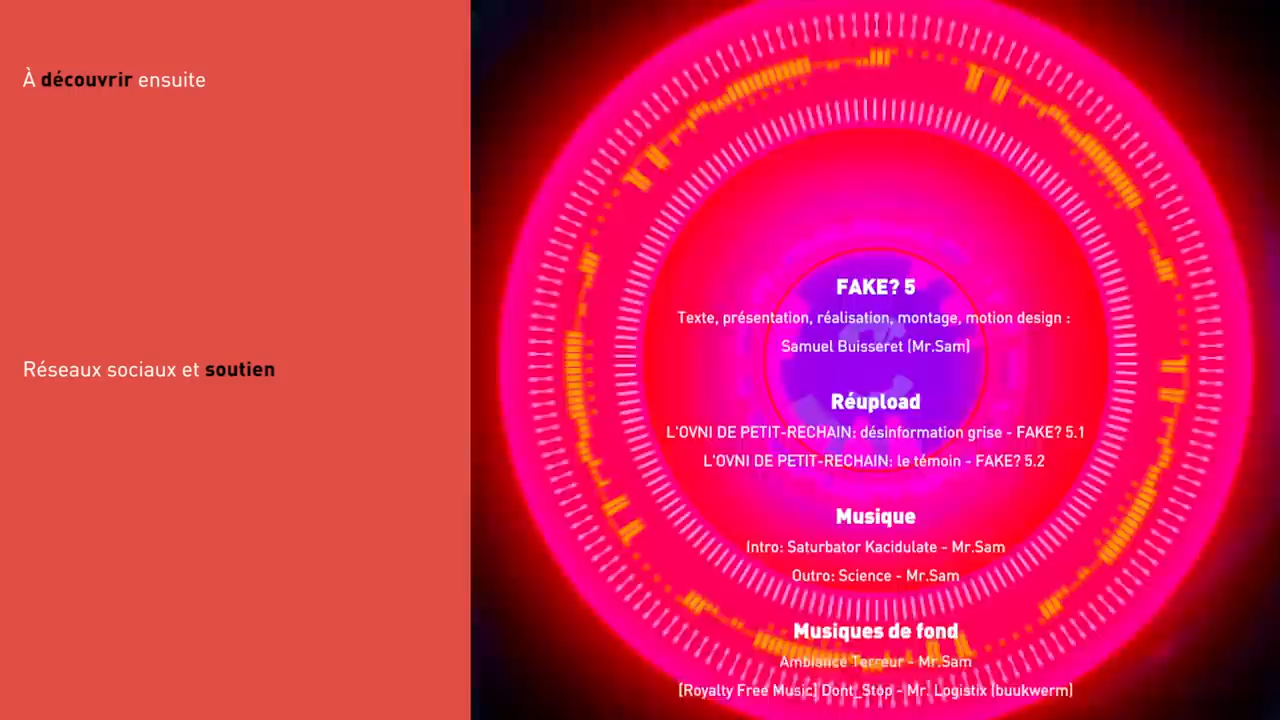 À découvrir ensuite
Réseaux sociaux et soutien
FAKE? 5
Texte, présentation, réalisation, montage, motion design :
Samuel Buisseret (Mr.Sam)
Réupload
L'OVNI DE PETIT-RECHAIN: désinformation grise - FAKE? 5.1
L'OVNI DE PETIT-RECHAIN: le témoin - FAKE? 5.2
Musique
Intro: Saturbator Kacidulate - Mr.Sam
Outro: Science - Mr.Sam
Musiques de fond
Ambiance Terreur - Mr.Sam
[Royalty Free Music] Dont_Stop - Mr. Logistix (buukwerm)